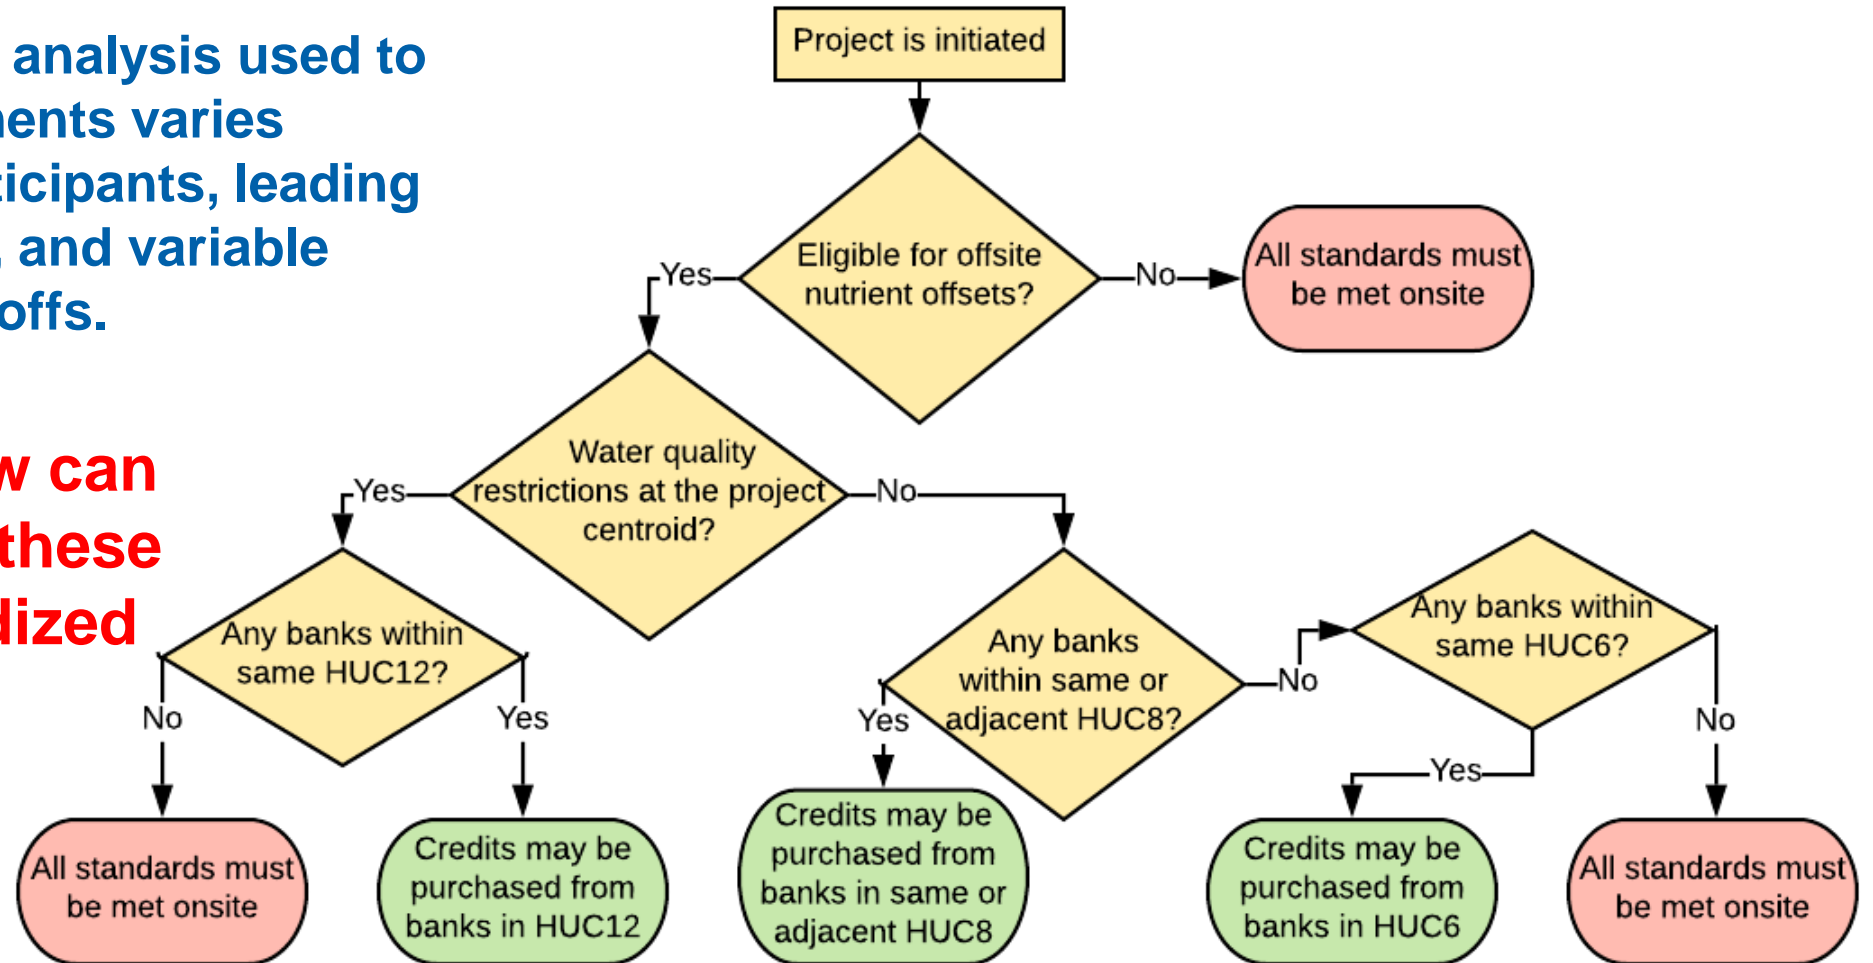 analysis used to
varies
, leading
, and variable
can
these
Project is initiated
Eligible for offsite
nutrient offsets?
Yes
No
All standards must
be met onsite
Water quality
restrictions at the project
centroid?
Yes
No
Any banks within
same HUC12?
No
Yes
Any banks
within same or
adjacent HUC8?
Yes
No
Any banks within
same HUC6?
Yes
No
All standards must
be met onsite
Credits may be
purchased from
banks in HUC12
Credits may be
purchased from
banks in same or
adjacent HUC8
Credits may be
purchased from
banks in HUC6
All standards must
be met onsite